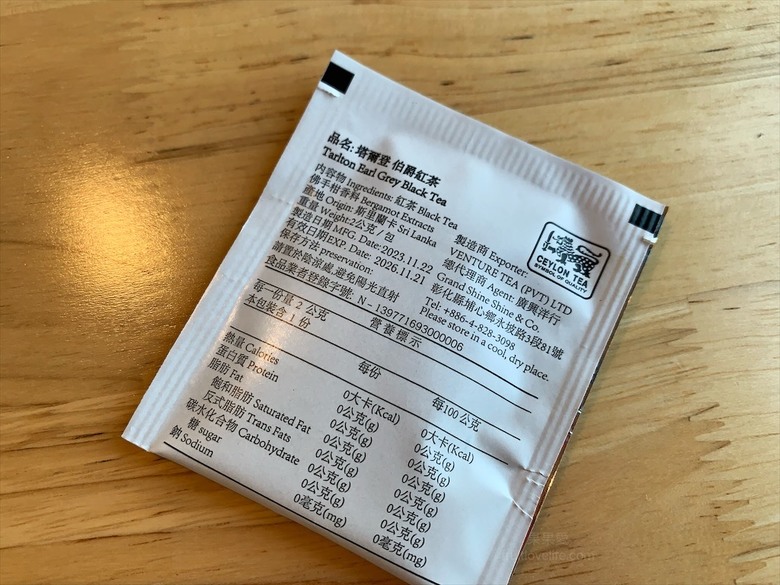 品名: 塔爾登 伯爵紅茶
Tarlton Earl Grey Black Tea
內容物 Ingredients: 紅茶 Black Tea
佛手柑香料 Bergamot Extracts
產地 Origin: 斯里蘭卡 Sri Lanka
重量 Weight:2公克 / 包
製造日期 MFG. Date:2023.11.22
有效日期EXP. Date: 2026.11.21
保存方法 preservation:
請置於陰涼處,避免陽光直射
食品業者登錄字號: N – 139771693000006
製造商 Exporter:
VENTURE TEA (PVT) LTD
總代理商 Agent: 廣興洋行
Grand Shine Shine & Co.
彰化縣埔心鄉永坡路3段81號
Tel: +886-4-828-3098
Please store in a cool, dry place.
CEYLON TEA
SYMBOL OF QUALITY
營養標示
每一份量 2 公克
本包裝含 1 份
每份 每100公克
熱量 Calories 0大卡(Kcal) 0大卡(Kcal)
蛋白質 Protein 0公克(g) 0公克(g)
脂肪 Fat 0公克(g) 0公克(g)
飽和脂肪 Saturated Fat 0公克(g) 0公克(g)
反式脂肪 Trans Fats 0公克(g) 0公克(g)
碳水化合物 Carbohydrate 0公克(g) 0公克(g)
糖 sugar 0公克(g) 0公克(g)
鈉 Sodium 0毫克(mg) 0毫克(mg)